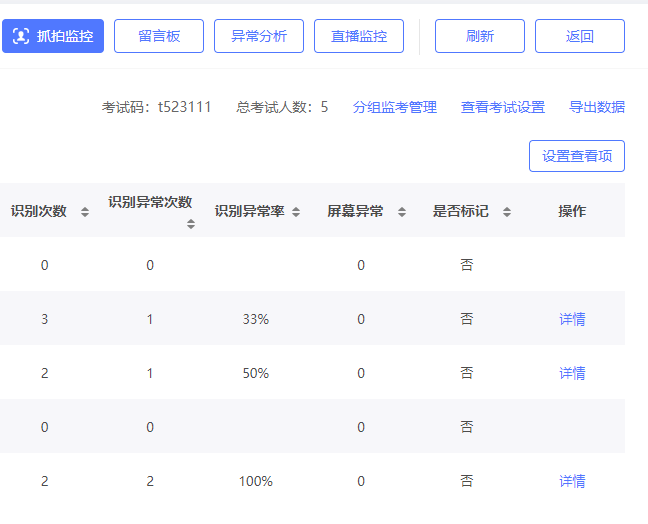 抓拍监控 留言板 异常分析 直播监控 刷新 返回
考试码：t523111 总考试人数：5 分组监考管理 查看考试设置 导出数据
设置查看项
识别次数 识别异常次数 识别异常率 屏幕异常 是否标记 操作
0 0 0 否
3 1 33% 0 否 详情
2 1 50% 0 否 详情
0 0 0 否
2 2 100% 0 否 详情